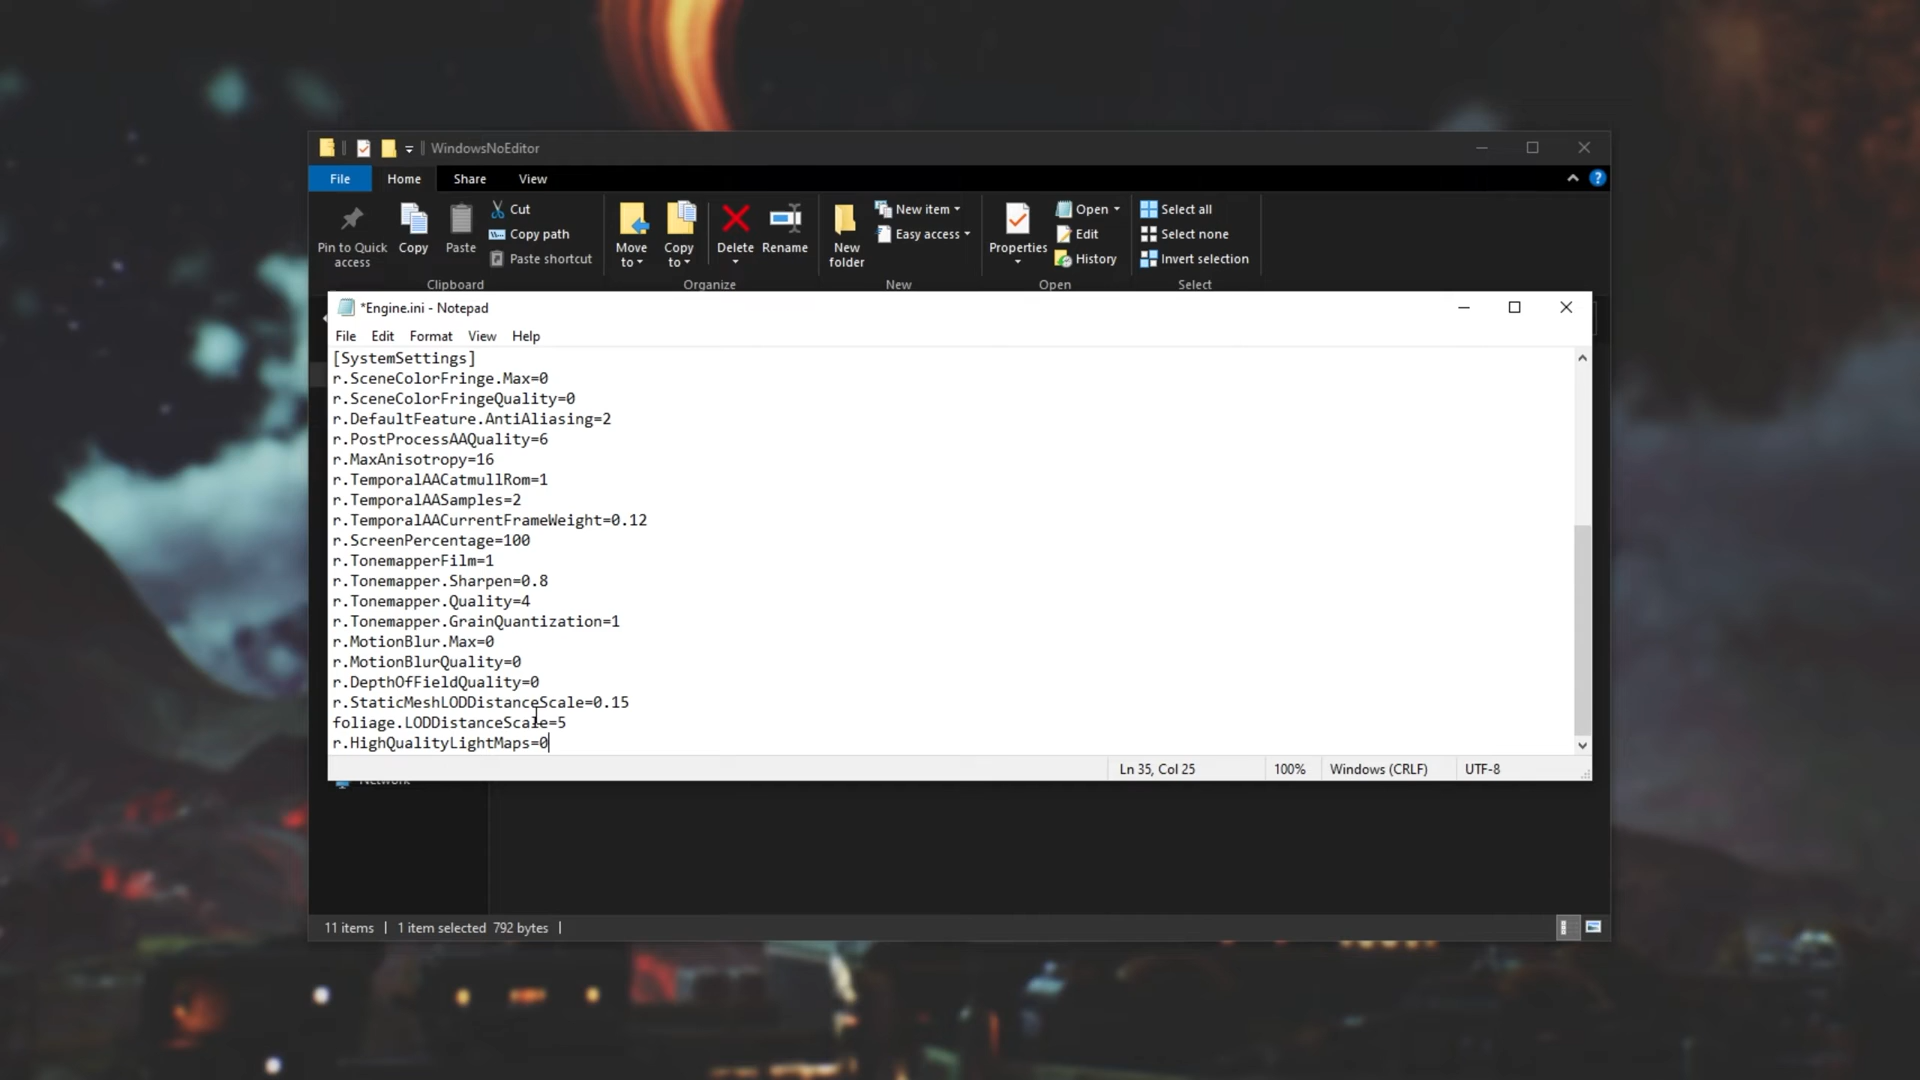 WindowsNoEditor
File Home Share View
Pin to Quick access
Copy
Paste
Cut
Copy path
Paste shortcut
Clipboard
Move to
Copy to
Delete
Rename
Organize
New folder
New item
Easy access
New
Properties
Open
Edit
History
Open
Select all
Select none
Invert selection
Select
*Engine.ini - Notepad
File Edit Format View Help
[SystemSettings]
r.SceneColorFringe.Max=0
r.SceneColorFringeQuality=0
r.DefaultFeature.AntiAliasing=2
r.PostProcessAAQuality=6
r.MaxAnisotropy=16
r.TemporalAACatmullRom=1
r.TemporalAASamples=2
r.TemporalAACurrentFrameWeight=0.12
r.ScreenPercentage=100
r.TonemapperFilm=1
r.Tonemapper.Sharpen=0.8
r.Tonemapper.Quality=4
r.Tonemapper.GrainQuantization=1
r.MotionBlur.Max=0
r.MotionBlurQuality=0
r.DepthOfFieldQuality=0
r.StaticMeshLODDistanceScale=0.15
foliage.LODDistanceScale=5
r.HighQualityLightMaps=0
Ln 35, Col 25 100% Windows (CRLF) UTF-8
Network
11 items 1 item selected 792 bytes